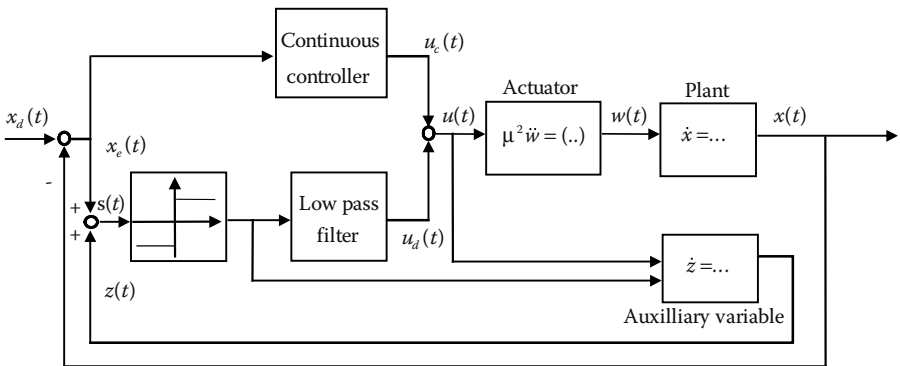 Continuous
controller
u_c(t)
x_d(t)
x_e(t)
-
+
+
s(t)
z(t)
Low pass
filter
u_d(t)
u(t)
Actuator
μ²ẅ = (..)
w(t)
Plant
ẋ =...
x(t)
ż =...
Auxilliary variable